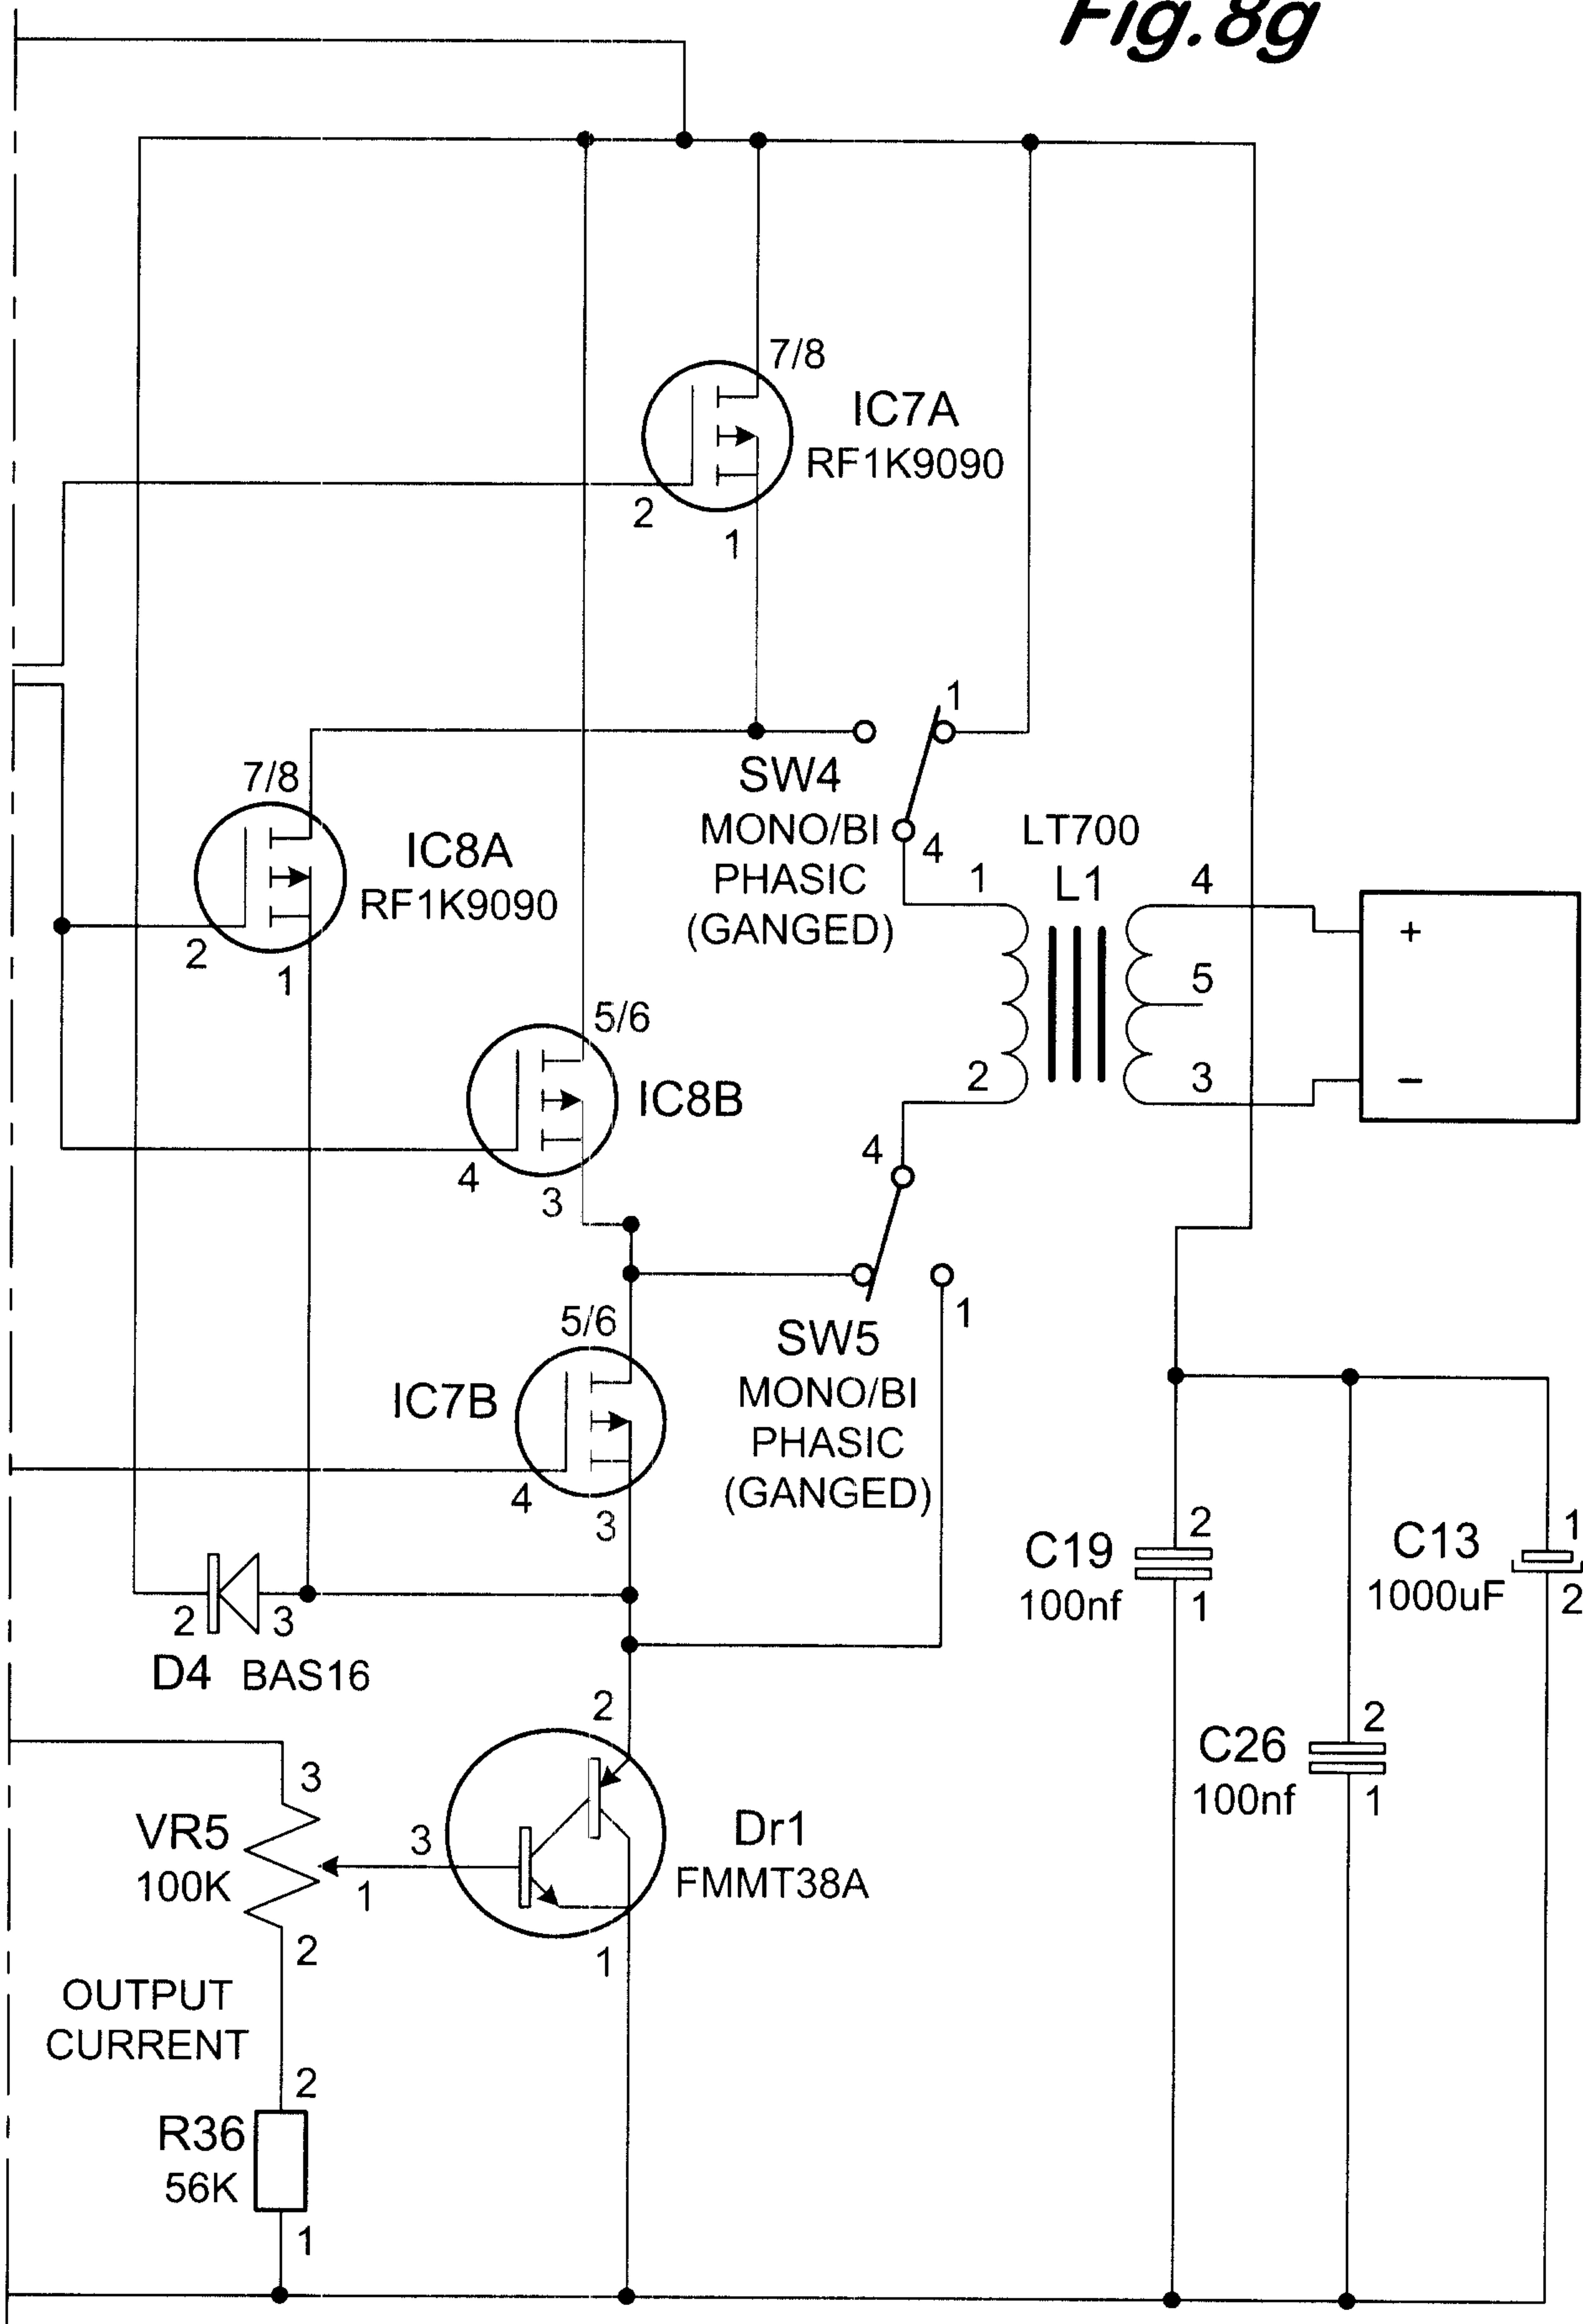 Fig.8g
7/8
IC7A
RF1K9090
2
1
1
7/8
SW4
MONO/BI
PHASIC
(GANGED)
4
LT700
L1
IC8A
RF1K9090
2
1
1
4
+
5
5/6
2
3
−
IC8B
4
3
4
5/6
1
SW5
MONO/BI
PHASIC
(GANGED)
IC7B
4
3
2
C19
100nf
1
C13
1000uF
1
2
2
3
D4 BAS16
2
2
C26
100nf
1
3
VR5
100K
3
1
Dr1
FMMT38A
2
1
OUTPUT
CURRENT
2
R36
56K
1